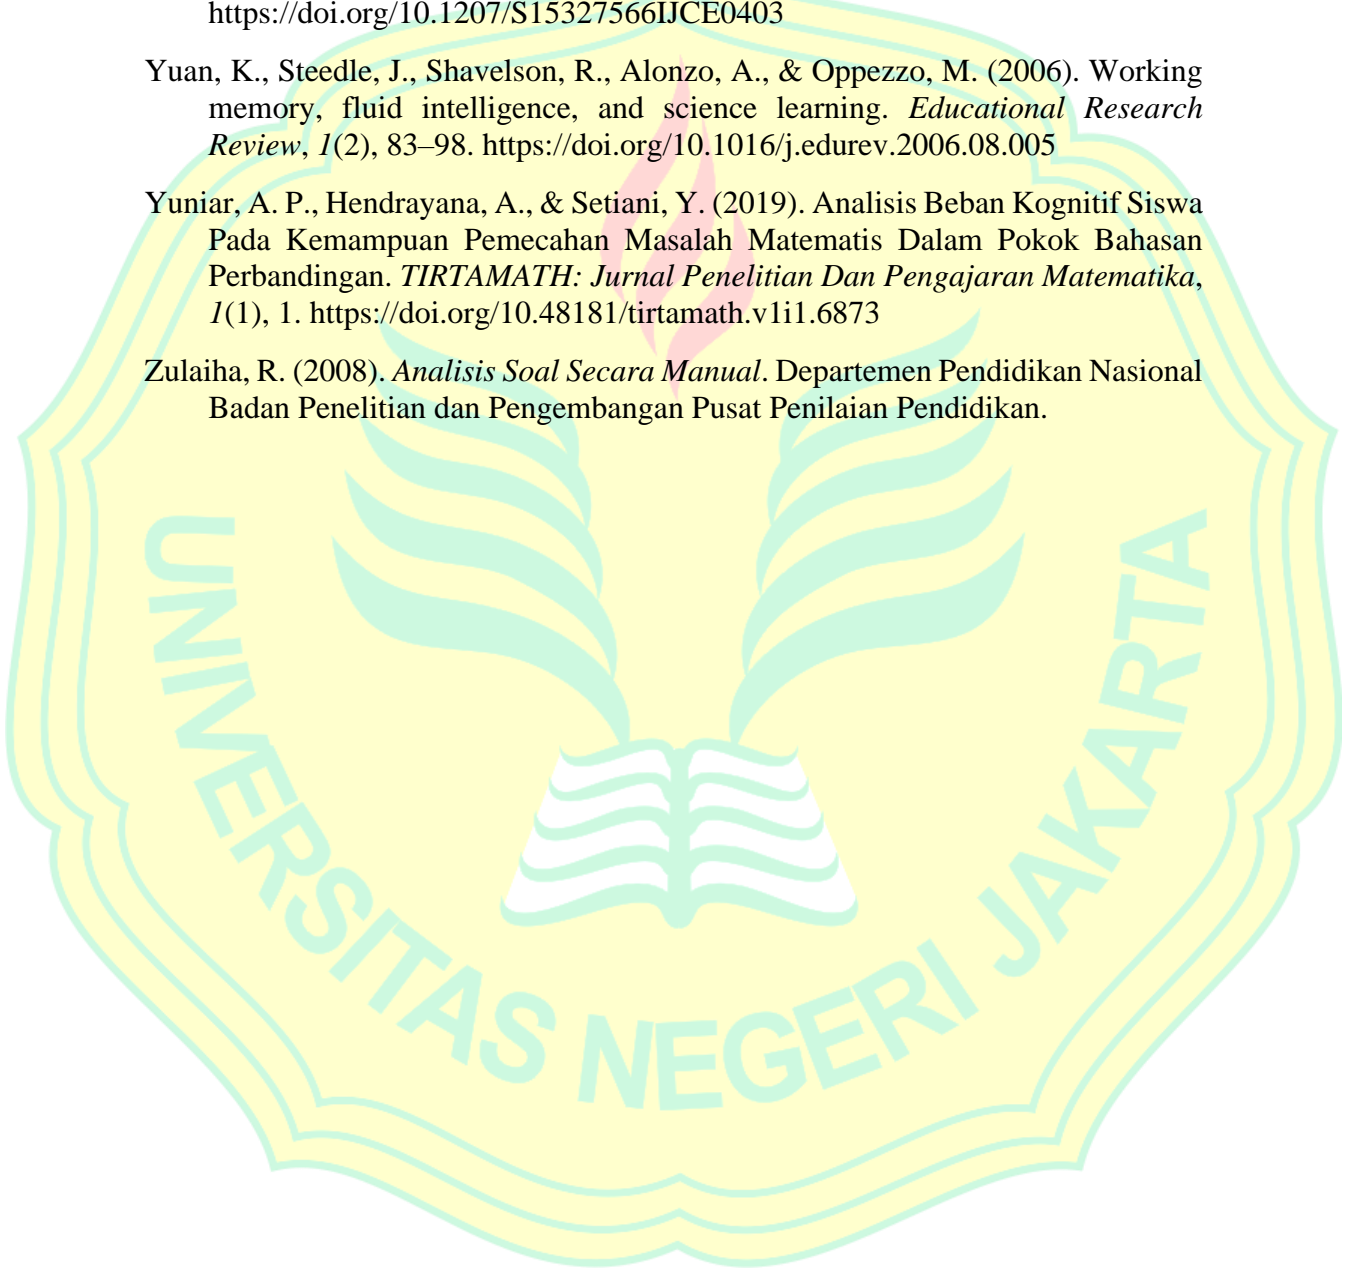 https://doi.org/10.1207/S15327566IJCE0403
Yuan, K., Steedle, J., Shavelson, R., Alonzo, A., & Oppezzo, M. (2006). Working
memory, fluid intelligence, and science learning. Educational Research
Review, 1(2), 83–98. https://doi.org/10.1016/j.edurev.2006.08.005
Yuniar, A. P., Hendrayana, A., & Setiani, Y. (2019). Analisis Beban Kognitif Siswa
Pada Kemampuan Pemecahan Masalah Matematis Dalam Pokok Bahasan
Perbandingan. TIRTAMATH: Jurnal Penelitian Dan Pengajaran Matematika,
1(1), 1. https://doi.org/10.48181/tirtamath.v1i1.6873
Zulaiha, R. (2008). Analisis Soal Secara Manual. Departemen Pendidikan Nasional
Badan Penelitian dan Pengembangan Pusat Penilaian Pendidikan.
UNIVERSITAS NEGERI JAKARTA